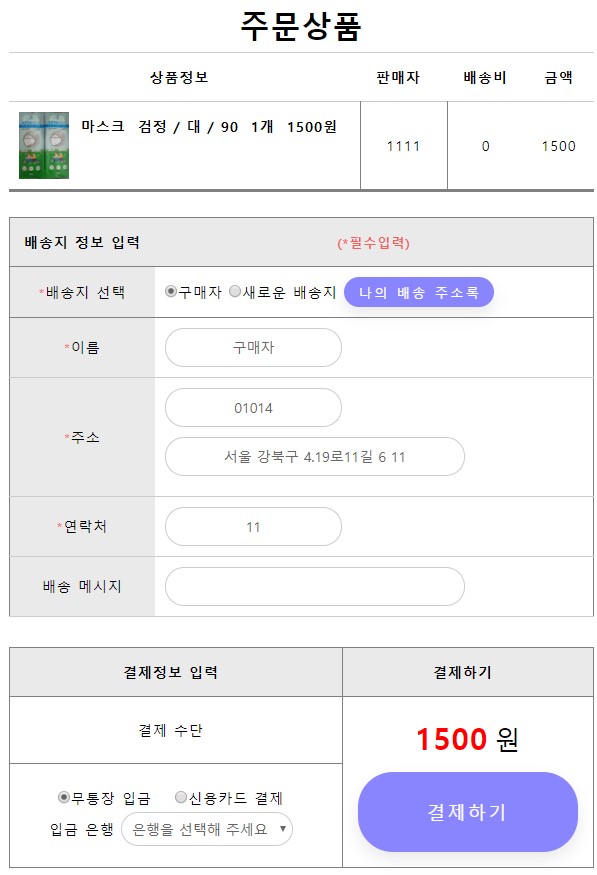 주문상품
상품정보 판매자 배송비 금액
마스크 검정 / 대 / 90 1개 1500원 1111 0 1500
배송지 정보 입력 (*필수입력)
*배송지 선택 구매자 새로운 배송지 나의 배송 주소록
*이름 구매자
*주소 01014
서울 강북구 4.19로11길 6 11
*연락처 11
배송 메시지
결제정보 입력 결제하기
결제 수단
1500 원
무통장 입금 신용카드 결제
입금 은행 은행을 선택해 주세요
결제하기